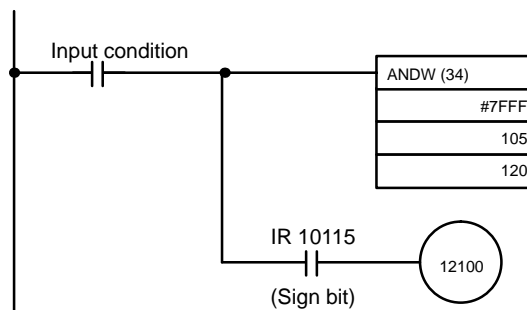 Input condition
ANDW (34)
#7FFF
105
120
IR 10115
12100
(Sign bit)